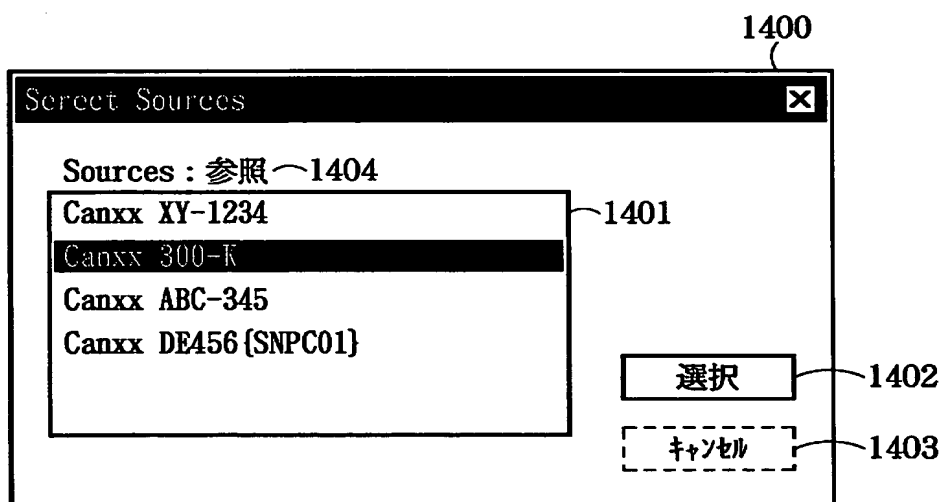 1400
Serect Sources
Sources : 参照 1404
Canxx XY-1234
1401
Canxx 300-K
Canxx ABC-345
Canxx DE456{SNPC01}
選択 1402
キャンセル 1403